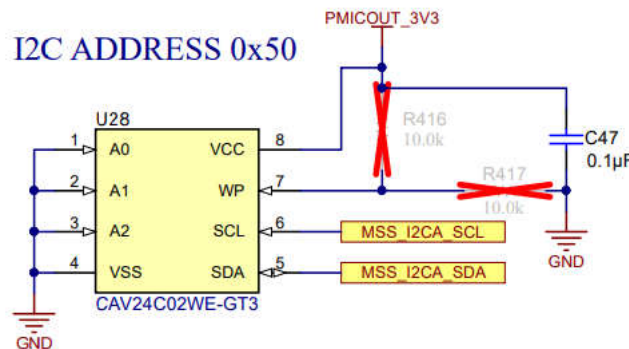 PMICOUT_3V3
I2C ADDRESS 0x50
U28
R416
10.0k
C47
0.1µF
R417
10.0k
1 A0 VCC 8
2 A1 WP 7
3 A2 SCL 6 MSS_I2CA_SCL
4 VSS SDA 5 MSS_I2CA_SDA
CAV24C02WE-GT3
GND
GND